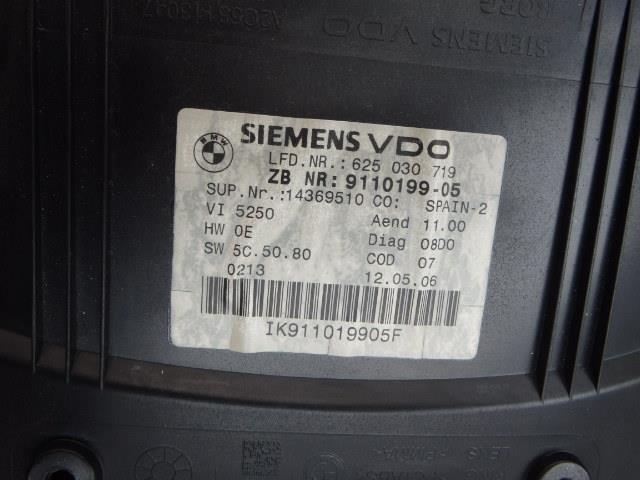 SIEMENS VDO
BMW
SIEMENS VDO
LFD.NR.:625 030 719
ZB NR:9110199-05
SUP.Nr.:14369510 CO: SPAIN-2
VI 5250 Aend 11.00
HW 0E Diag 08D0
SW 5C.50.80 COD 07
0213 12.05.06
IK911019905F